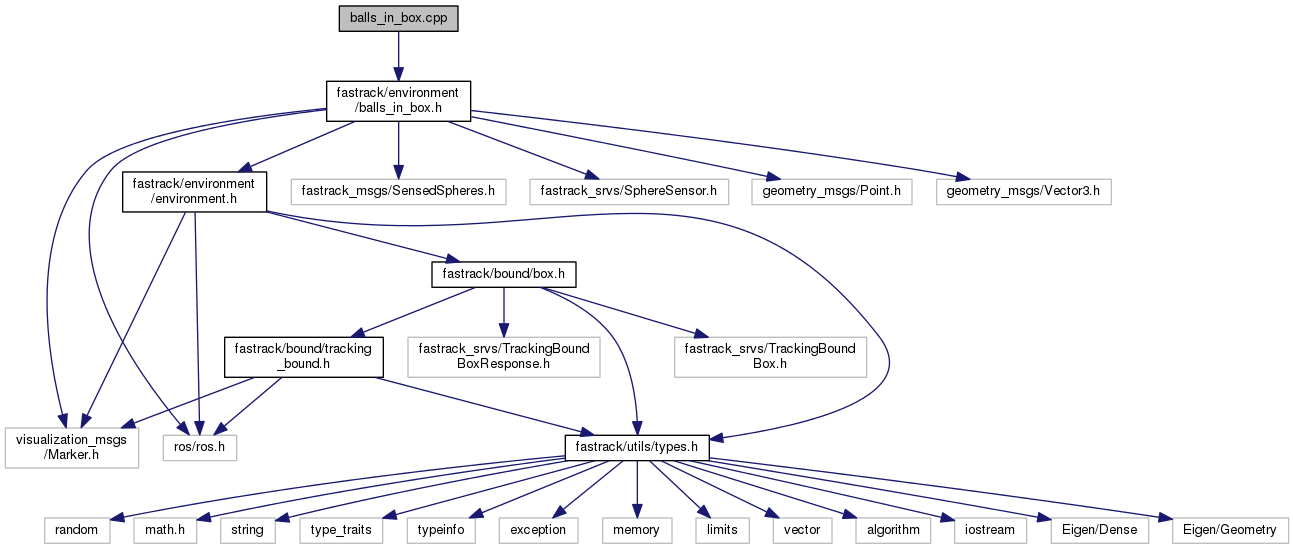 balls_in_box.cpp
fastrack/environment
/balls_in_box.h
fastrack/environment
/environment.h
fastrack_msgs/SensedSpheres.h
fastrack_srvs/SphereSensor.h
geometry_msgs/Point.h
geometry_msgs/Vector3.h
fastrack/bound/box.h
fastrack/bound/tracking
_bound.h
fastrack_srvs/TrackingBound
BoxResponse.h
fastrack_srvs/TrackingBound
Box.h
visualization_msgs
/Marker.h
ros/ros.h
fastrack/utils/types.h
random
math.h
string
type_traits
typeinfo
exception
memory
limits
vector
algorithm
iostream
Eigen/Dense
Eigen/Geometry